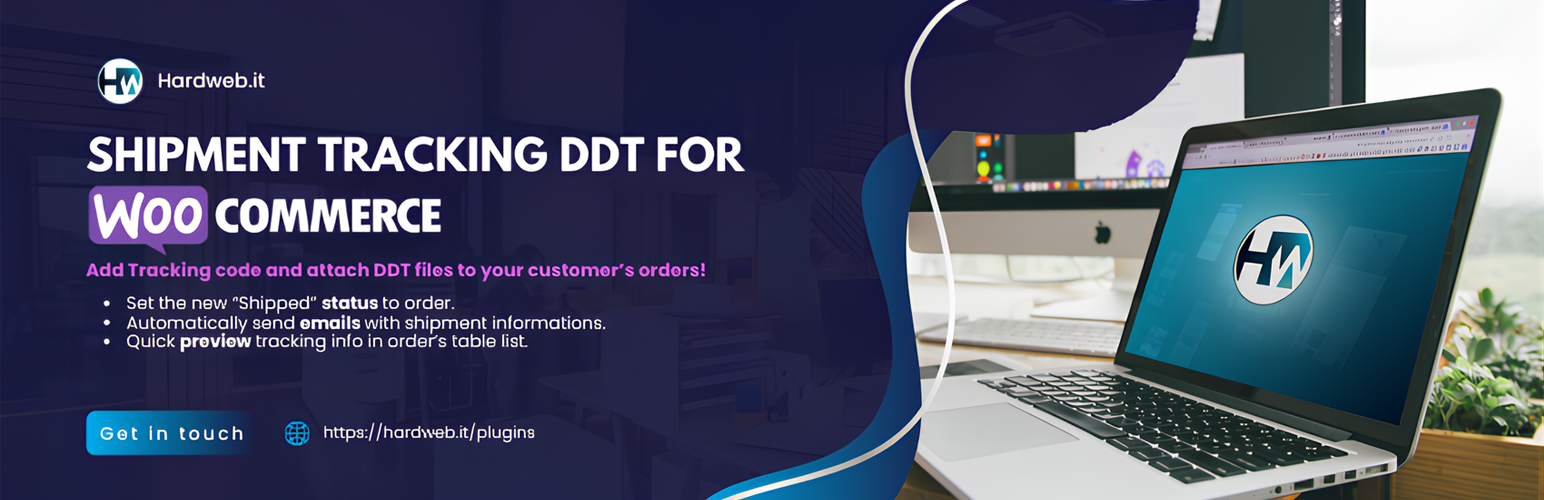 HW Hardweb.it
SHIPMENT TRACKING DDT FOR
WOO COMMERCE
Add Tracking code and attach DDT files to your customer's orders!
• Set the new "Shipped" status to order.
• Automatically send emails with shipment informations.
• Quick preview tracking info in order's table list.
Get in touch
https://hardweb.it/plugins
HW